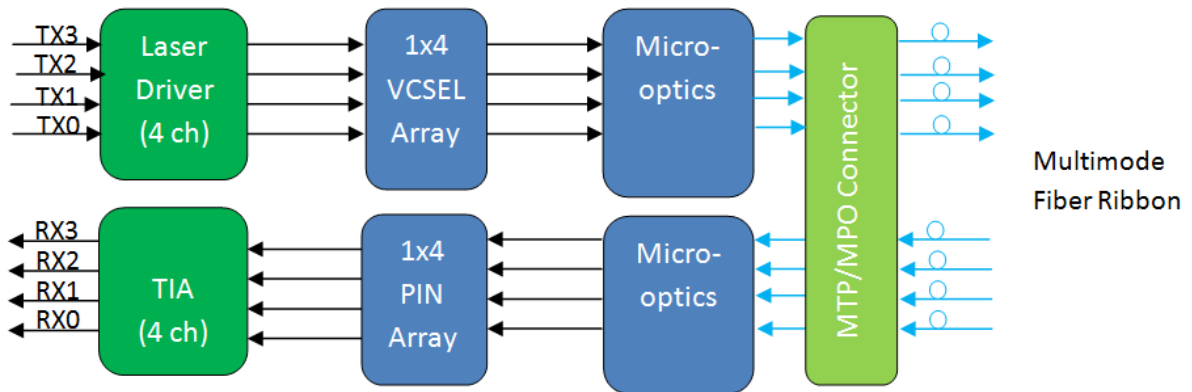 TX3
TX2
TX1
TX0
Laser
Driver
(4 ch)
1x4
VCSEL
Array
Micro-
optics
MTP/MPO Connector
Multimode
Fiber Ribbon
RX3
RX2
RX1
RX0
TIA
(4 ch)
1x4
PIN
Array
Micro-
optics